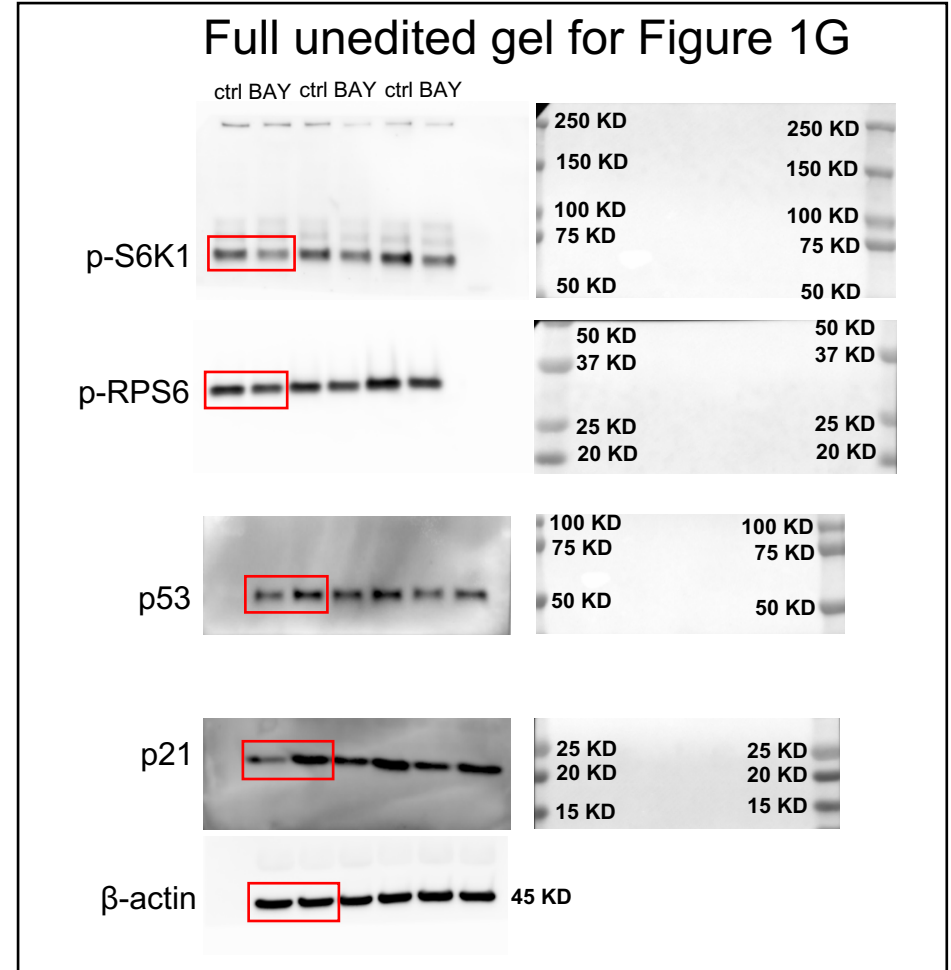 Full unedited gel for Figure 1G
ctrl BAY ctrl BAY ctrl BAY
p-S6K1
250 KD 250 KD
150 KD 150 KD
100 KD 100 KD
75 KD 75 KD
50 KD 50 KD
p-RPS6
50 KD 50 KD
37 KD 37 KD
25 KD 25 KD
20 KD 20 KD
p53
100 KD 100 KD
75 KD 75 KD
50 KD 50 KD
p21
25 KD 25 KD
20 KD 20 KD
15 KD 15 KD
β-actin 45 KD